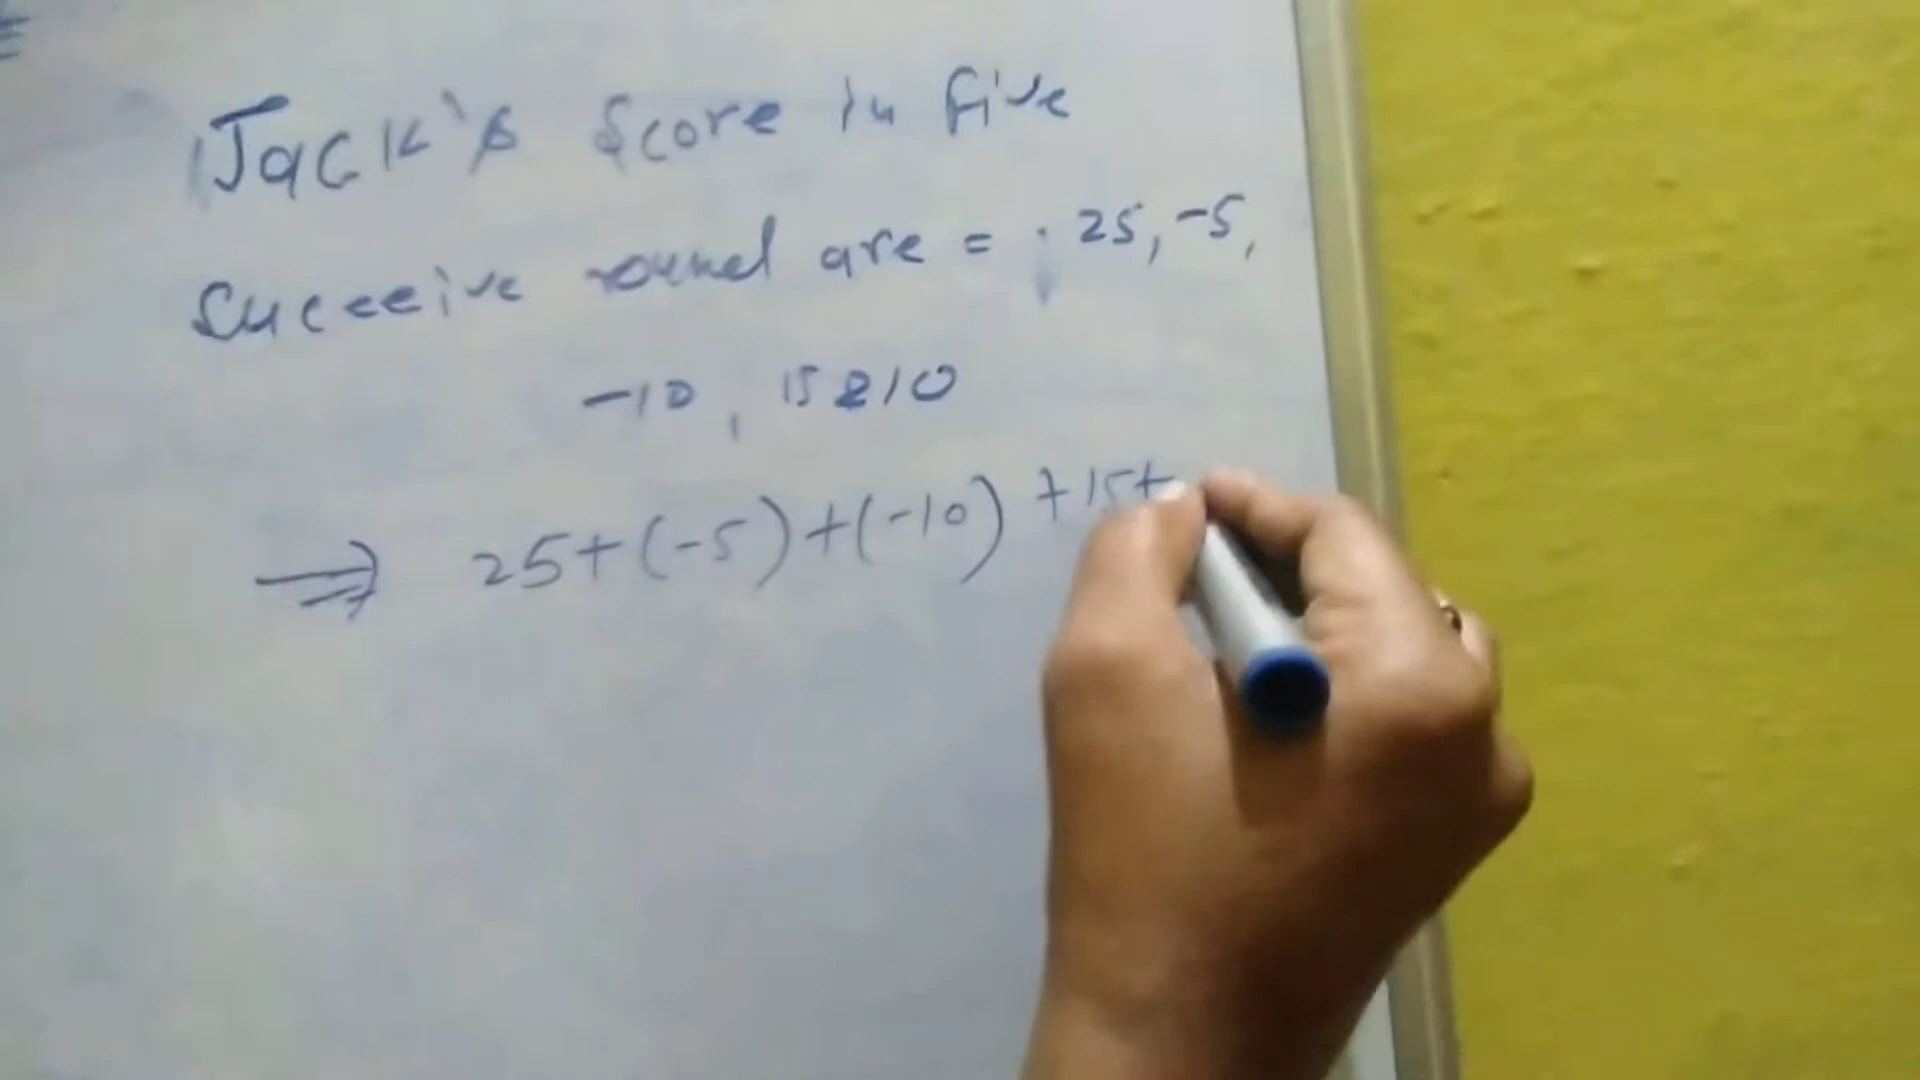 Jack's Score in five
Succeeive round are = 25, -5,
-10, 15 & 10
⇒ 25+(-5)+(-10)+15+